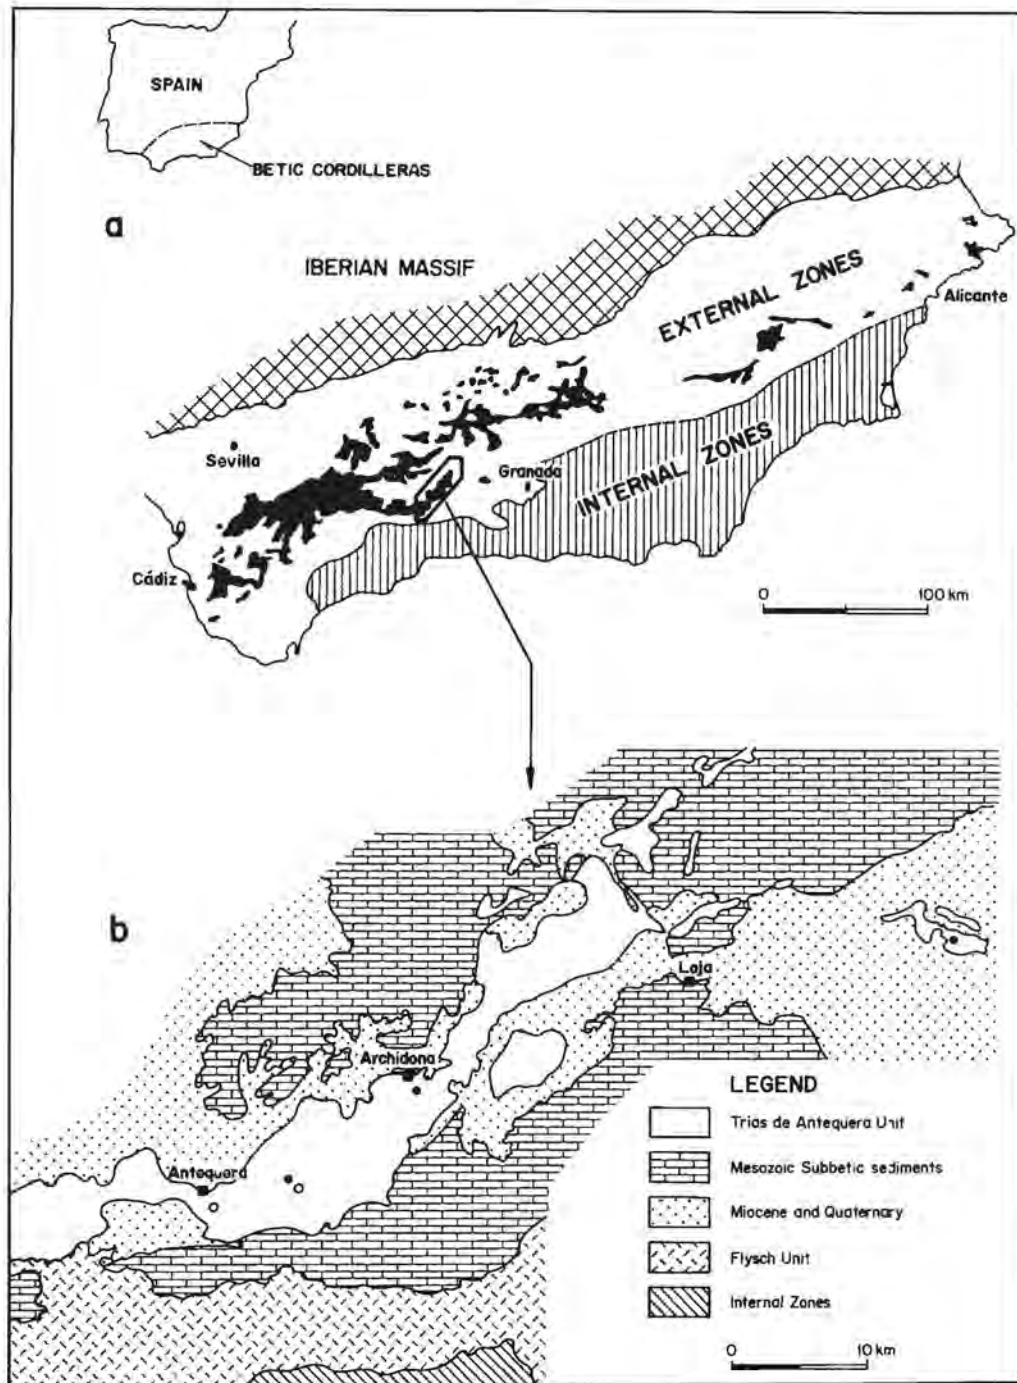 SPAIN
BETIC CORDILLERAS
a
IBERIAN MASSIF
EXTERNAL ZONES
Alicante
Sevilla
Granada
INTERNAL ZONES
Cádiz
0 100 km
b
Loja
Archidona
Antequera
LEGEND
Trias de Antequera Unit
Mesozoic Subbetic sediments
Miocene and Quaternary
Flysch Unit
Internal Zones
0 10 km